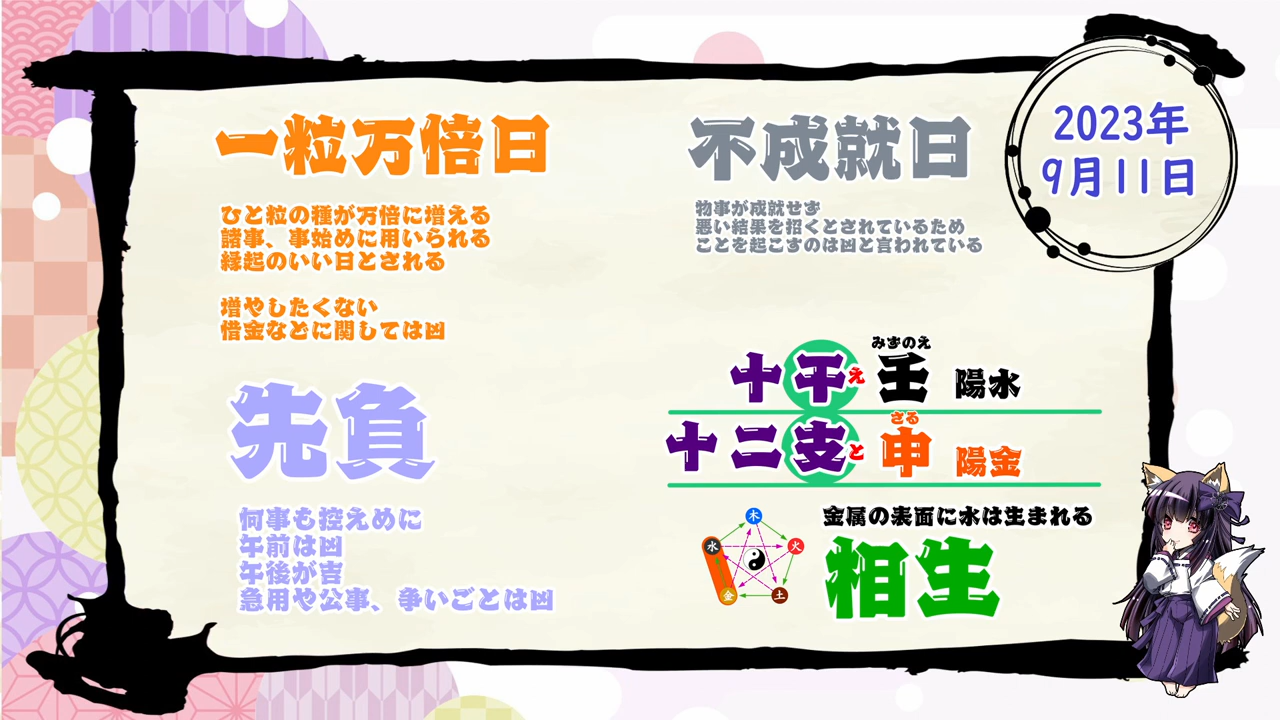 2023年
9月11日
一粒万倍日
ひと粒の種が万倍に増える
諸事、事始めに用いられる
縁起のいい日とされる
増やしたくない
借金などに関しては凶
不成就日
物事が成就せず
悪い結果を招くとされているため
ことを起こすのは凶と言われている
先負
何事も控えめに
午前は凶
午後が吉
急用や公事、争いごとは凶
みずのえ
十干え 壬 陽水
さる
十二支と 申 陽金
木
水 火
金 土
金属の表面に水は生まれる
相生